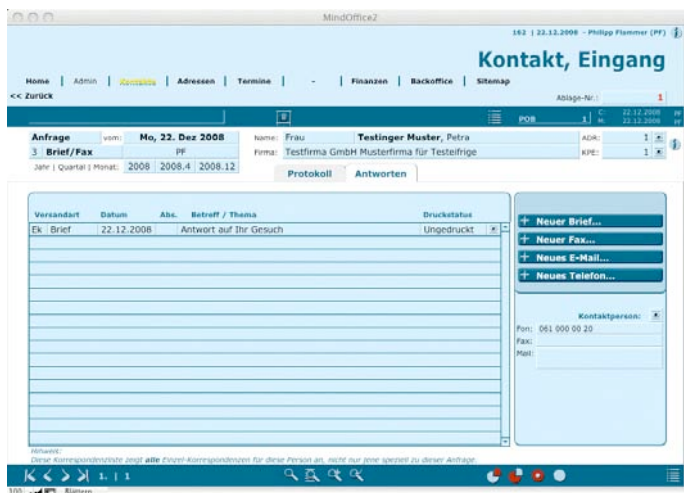 MindOffice2
162 | 22.12.2008 - Philipp Flammer (PF)
Kontakt, Eingang
Home | Admin | Kontakte | Adressen | Termine | - | Finanzen | Backoffice | Sitemap
<< Zurück
Ablage-Nr.: 1
POB 1 C: 22.12.2008 PF
M: 22.12.2008 PF
Anfrage vom: Mo, 22. Dez 2008 Name: Frau Testinger Muster, Petra ADR: 1
3 Brief/Fax PF Firma: Testfirma GmbH Musterfirma für Testeifrige KPE: 1
Jahr | Quartal | Monat: 2008 2008.4 2008.12
Protokoll Antworten
Versandart Datum Abs. Betreff / Thema Druckstatus
Ek Brief 22.12.2008 Antwort auf Ihr Gesuch Ungedruckt
+ Neuer Brief...
+ Neuer Fax...
+ Neues E-Mail...
+ Neues Telefon...
Kontaktperson:
Fon: 061 000 00 20
Fax:
Mail:
Hinweis:
Diese Korrespondenzliste zeigt alle Einzel-Korrespondenzen für diese Person an, nicht nur jene speziell zu dieser Anfrage.
1. | 1
100 Blättern